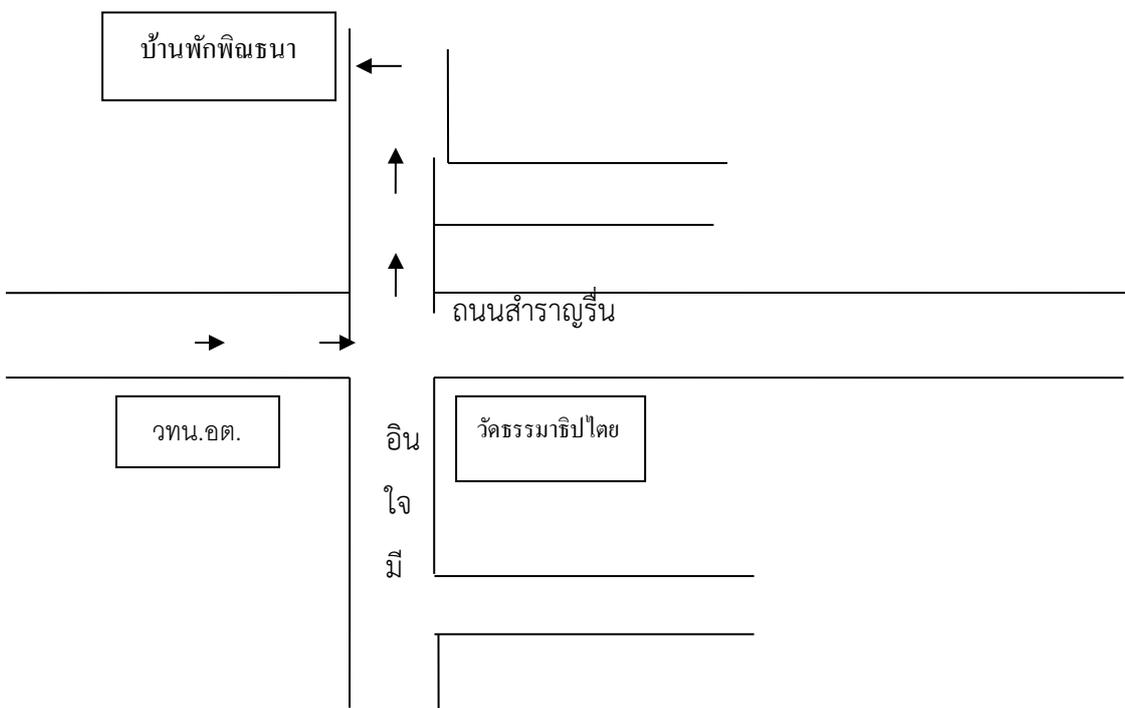 บ้านพักพิณธนา
ถนนสำราญรื่น
วทน.อต.
วัดธรรมาธิปไตย
อิน
ใจ
มี